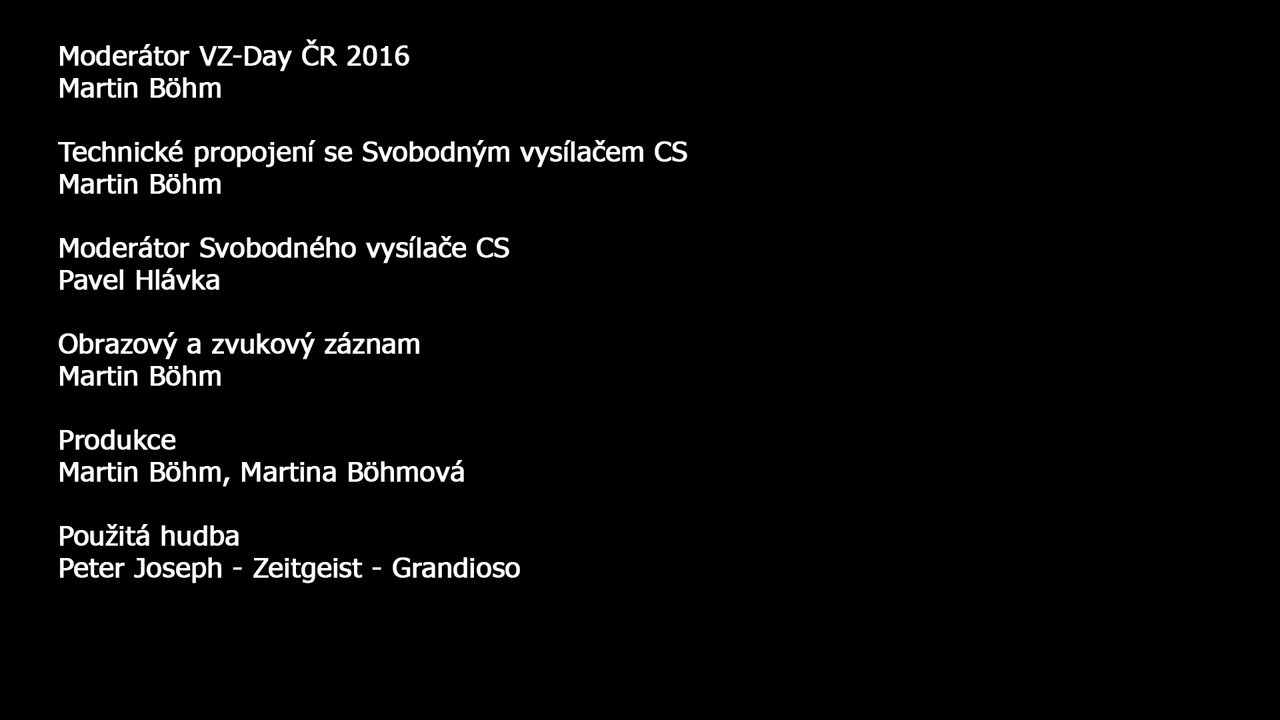 Moderátor VZ-Day ČR 2016
Martin Böhm
Technické propojení se Svobodným vysílačem CS
Martin Böhm
Moderátor Svobodného vysílače CS
Pavel Hlávka
Obrazový a zvukový záznam
Martin Böhm
Produkce
Martin Böhm, Martina Böhmová
Použitá hudba
Peter Joseph - Zeitgeist - Grandioso